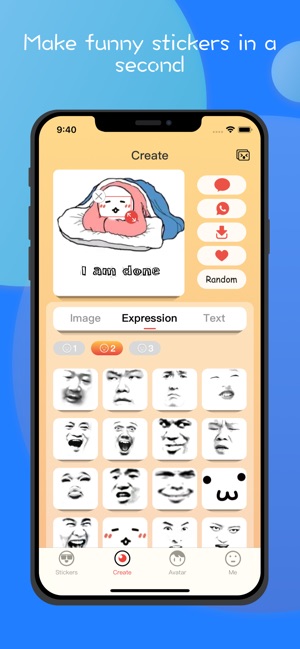 Make funny stickers in a
second
9:40
Create
I am done
Random
Image Expression Text
1 2 3
Stickers Create Avatar Me